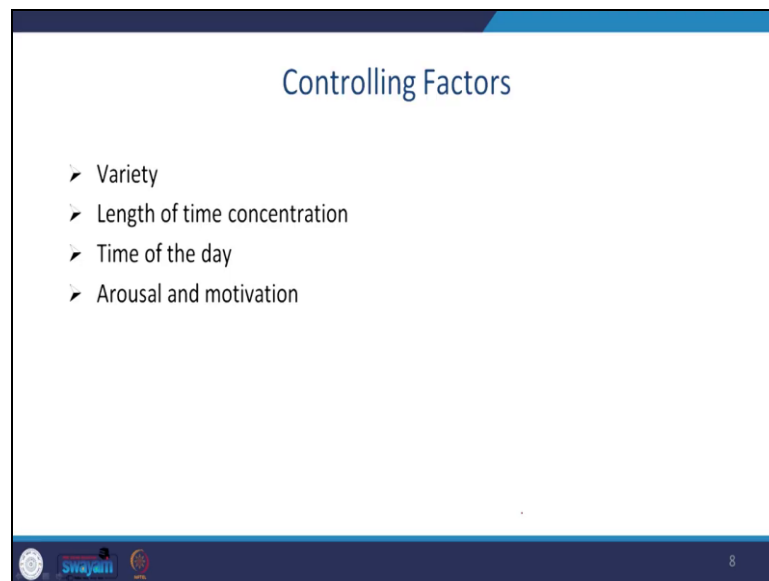 Controlling Factors
➢ Variety
➢ Length of time concentration
➢ Time of the day
➢ Arousal and motivation
swayam
8